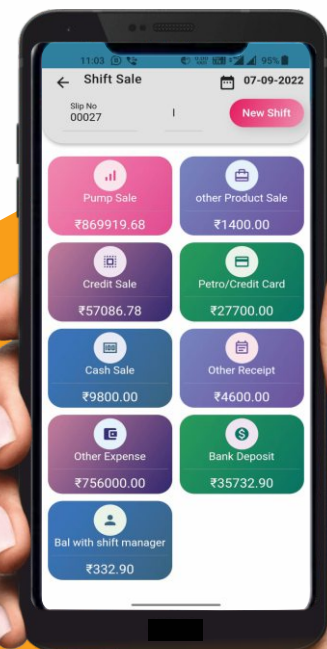 11:03 95%
← Shift Sale 07-09-2022
Slip No
00027 I New Shift
Pump Sale other Product Sale
₹869919.68 ₹1400.00
Credit Sale Petro/Credit Card
₹57086.78 ₹27700.00
Cash Sale Other Receipt
₹9800.00 ₹4600.00
Other Expense Bank Deposit
₹756000.00 ₹35732.90
Bal with shift manager
₹332.90